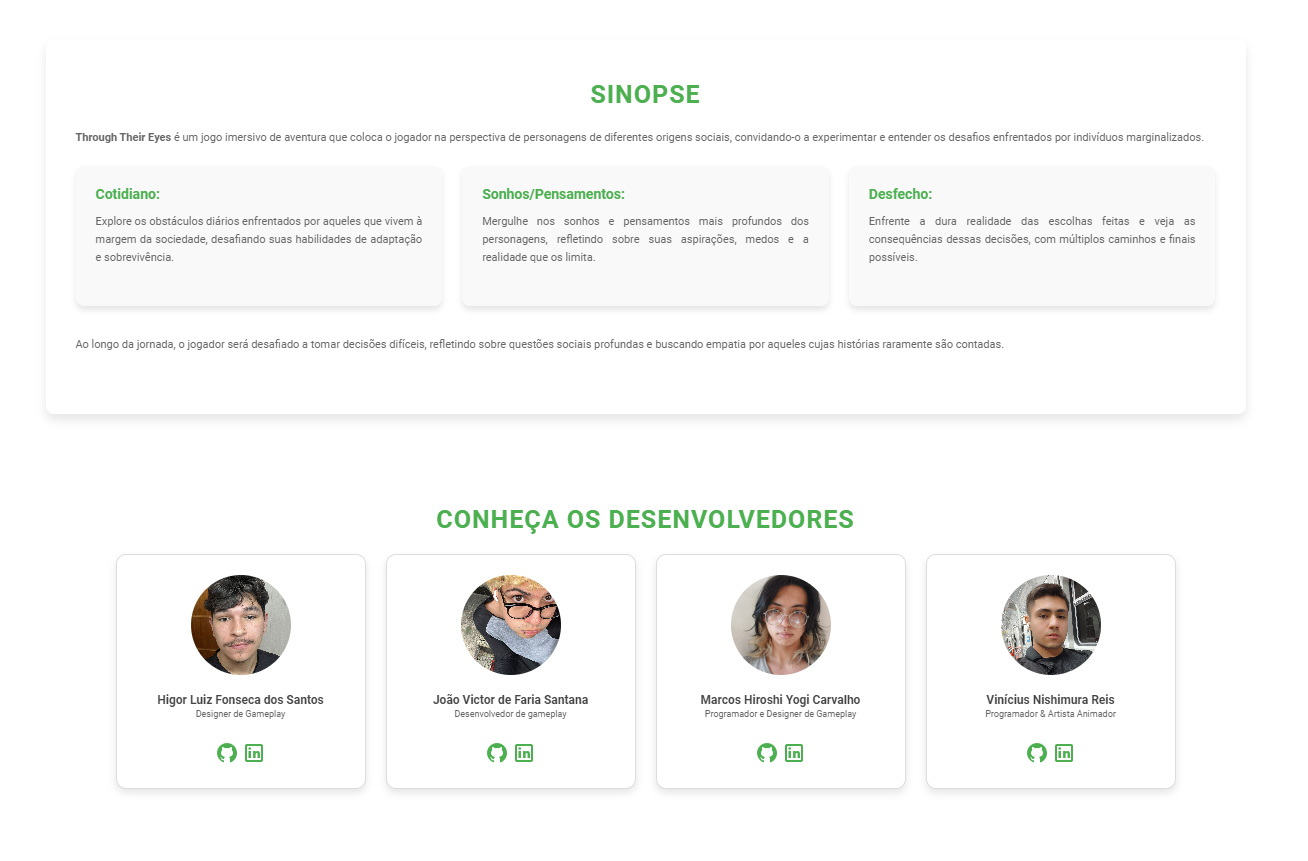 SINOPSE
Through Their Eyes é um jogo imersivo de aventura que coloca o jogador na perspectiva de personagens de diferentes origens sociais, convidando-o a experimentar e entender os desafios enfrentados por indivíduos marginalizados.
Cotidiano:
Explore os obstáculos diários enfrentados por aqueles que vivem à
margem da sociedade, desafiando suas habilidades de adaptação
e sobrevivência.
Sonhos/Pensamentos:
Mergulhe nos sonhos e pensamentos mais profundos dos
personagens, refletindo sobre suas aspirações, medos e a
realidade que os limita.
Desfecho:
Enfrente a dura realidade das escolhas feitas e veja as
consequências dessas decisões, com múltiplos caminhos e finais
possíveis.
Ao longo da jornada, o jogador será desafiado a tomar decisões difíceis, refletindo sobre questões sociais profundas e buscando empatia por aqueles cujas histórias raramente são contadas.
CONHEÇA OS DESENVOLVEDORES
Higor Luiz Fonseca dos Santos
Designer de Gameplay
João Victor de Faria Santana
Desenvolvedor de gameplay
Marcos Hiroshi Yogi Carvalho
Programador e Designer de Gameplay
Vinícius Nishimura Reis
Programador & Artista Animador